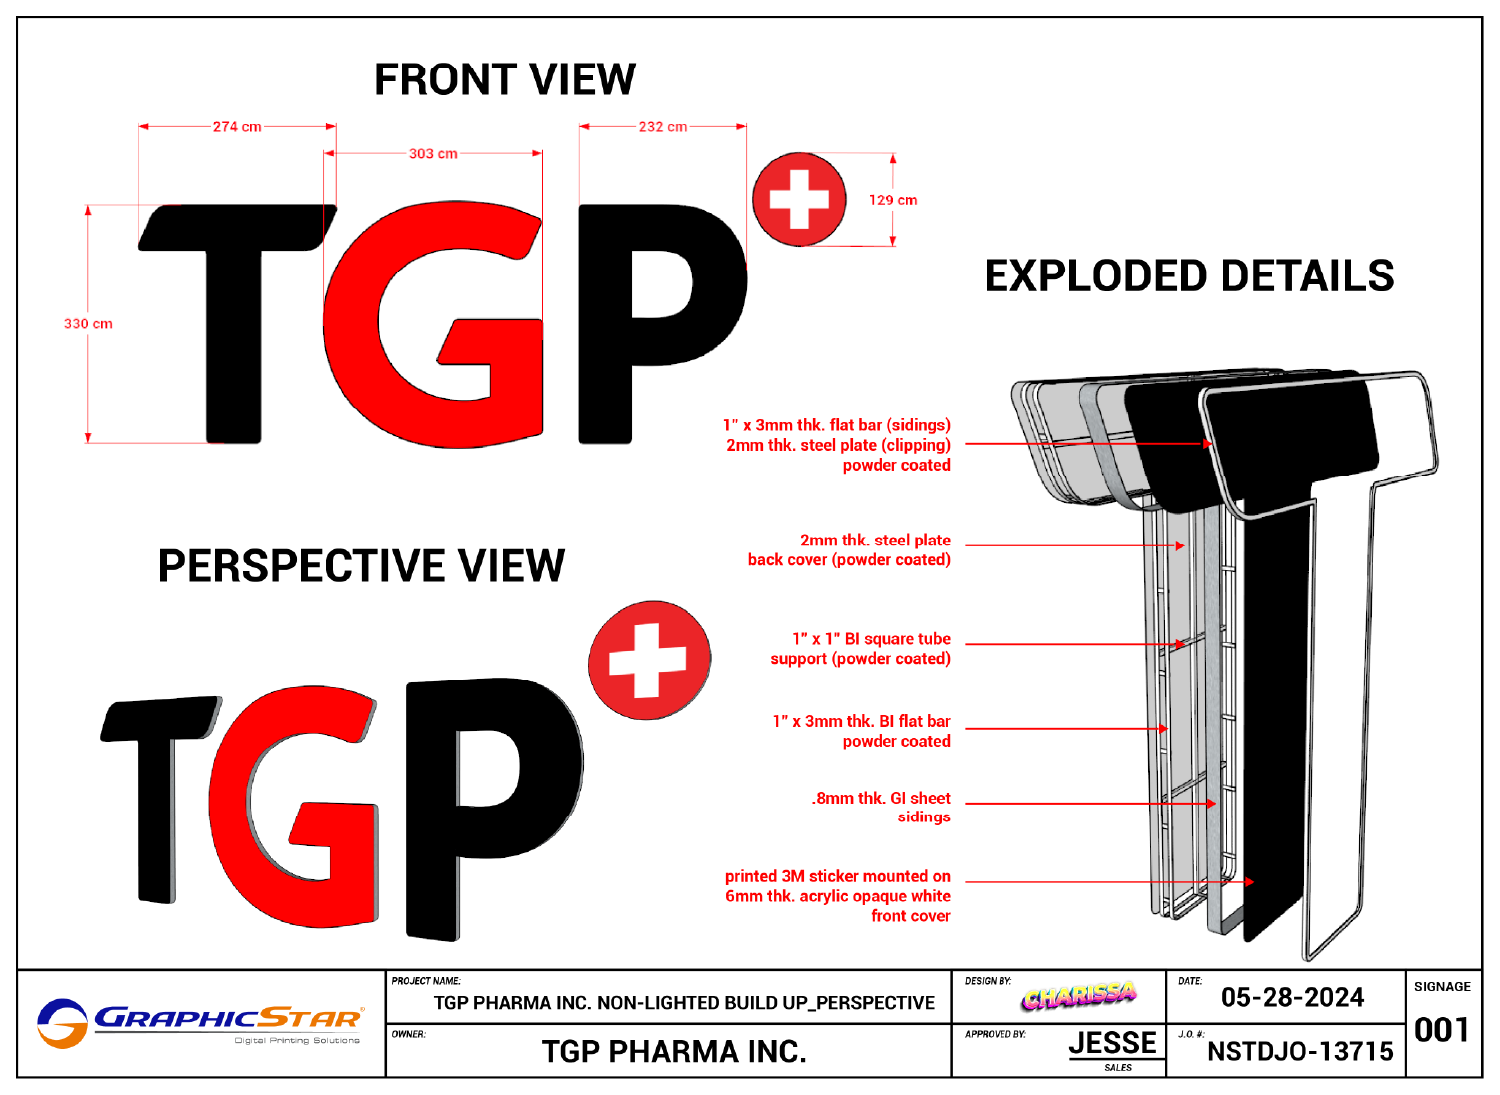 FRONT VIEW
274 cm
303 cm
232 cm
129 cm
330 cm
TGP
EXPLODED DETAILS
1" x 3mm thk. flat bar (sidings)
2mm thk. steel plate (clipping)
powder coated
2mm thk. steel plate
back cover (powder coated)
1" x 1" BI square tube
support (powder coated)
1" x 3mm thk. BI flat bar
powder coated
.8mm thk. GI sheet
sidings
printed 3M sticker mounted on
6mm thk. acrylic opaque white
front cover
PERSPECTIVE VIEW
TGP
GRAPHICSTAR®
Digital Printing Solutions
PROJECT NAME:
TGP PHARMA INC. NON-LIGHTED BUILD UP_PERSPECTIVE
OWNER:
TGP PHARMA INC.
DESIGN BY:
CHARISSA
APPROVED BY:
JESSE
SALES
DATE:
05-28-2024
J.O. #:
NSTDJO-13715
SIGNAGE
001